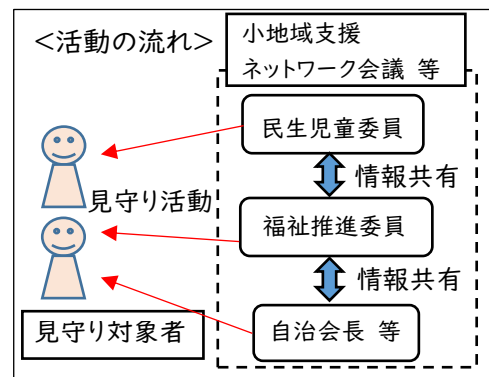 ＜活動の流れ＞
小地域支援
ネットワーク会議 等
民生児童委員
情報共有
見守り活動
福祉推進委員
情報共有
自治会長 等
見守り対象者